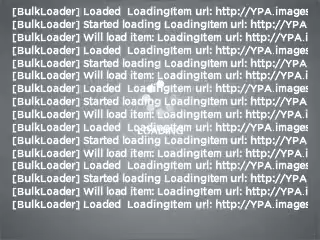 [BulkLoader] Loaded LoadingItem url: http://YPA.images
[BulkLoader] Started loading LoadingItem url: http://YPA
[BulkLoader] Will load item: LoadingItem url: http://YPA.i
[BulkLoader] Loaded LoadingItem url: http://YPA.images
[BulkLoader] Started loading LoadingItem url: http://YPA
[BulkLoader] Will load item: LoadingItem url: http://YPA.i
[BulkLoader] Loaded LoadingItem url: http://YPA.images
[BulkLoader] Started loading LoadingItem url: http://YPA
[BulkLoader] Will load item: LoadingItem url: http://YPA.i
[BulkLoader] Loaded LoadingItem url: http://YPA.images
LOADING
[BulkLoader] Started loading LoadingItem url: http://YPA
[BulkLoader] Will load item: LoadingItem url: http://YPA.i
[BulkLoader] Loaded LoadingItem url: http://YPA.images
[BulkLoader] Started loading LoadingItem url: http://YPA
[BulkLoader] Will load item: LoadingItem url: http://YPA.i
[BulkLoader] Loaded LoadingItem url: http://YPA.images